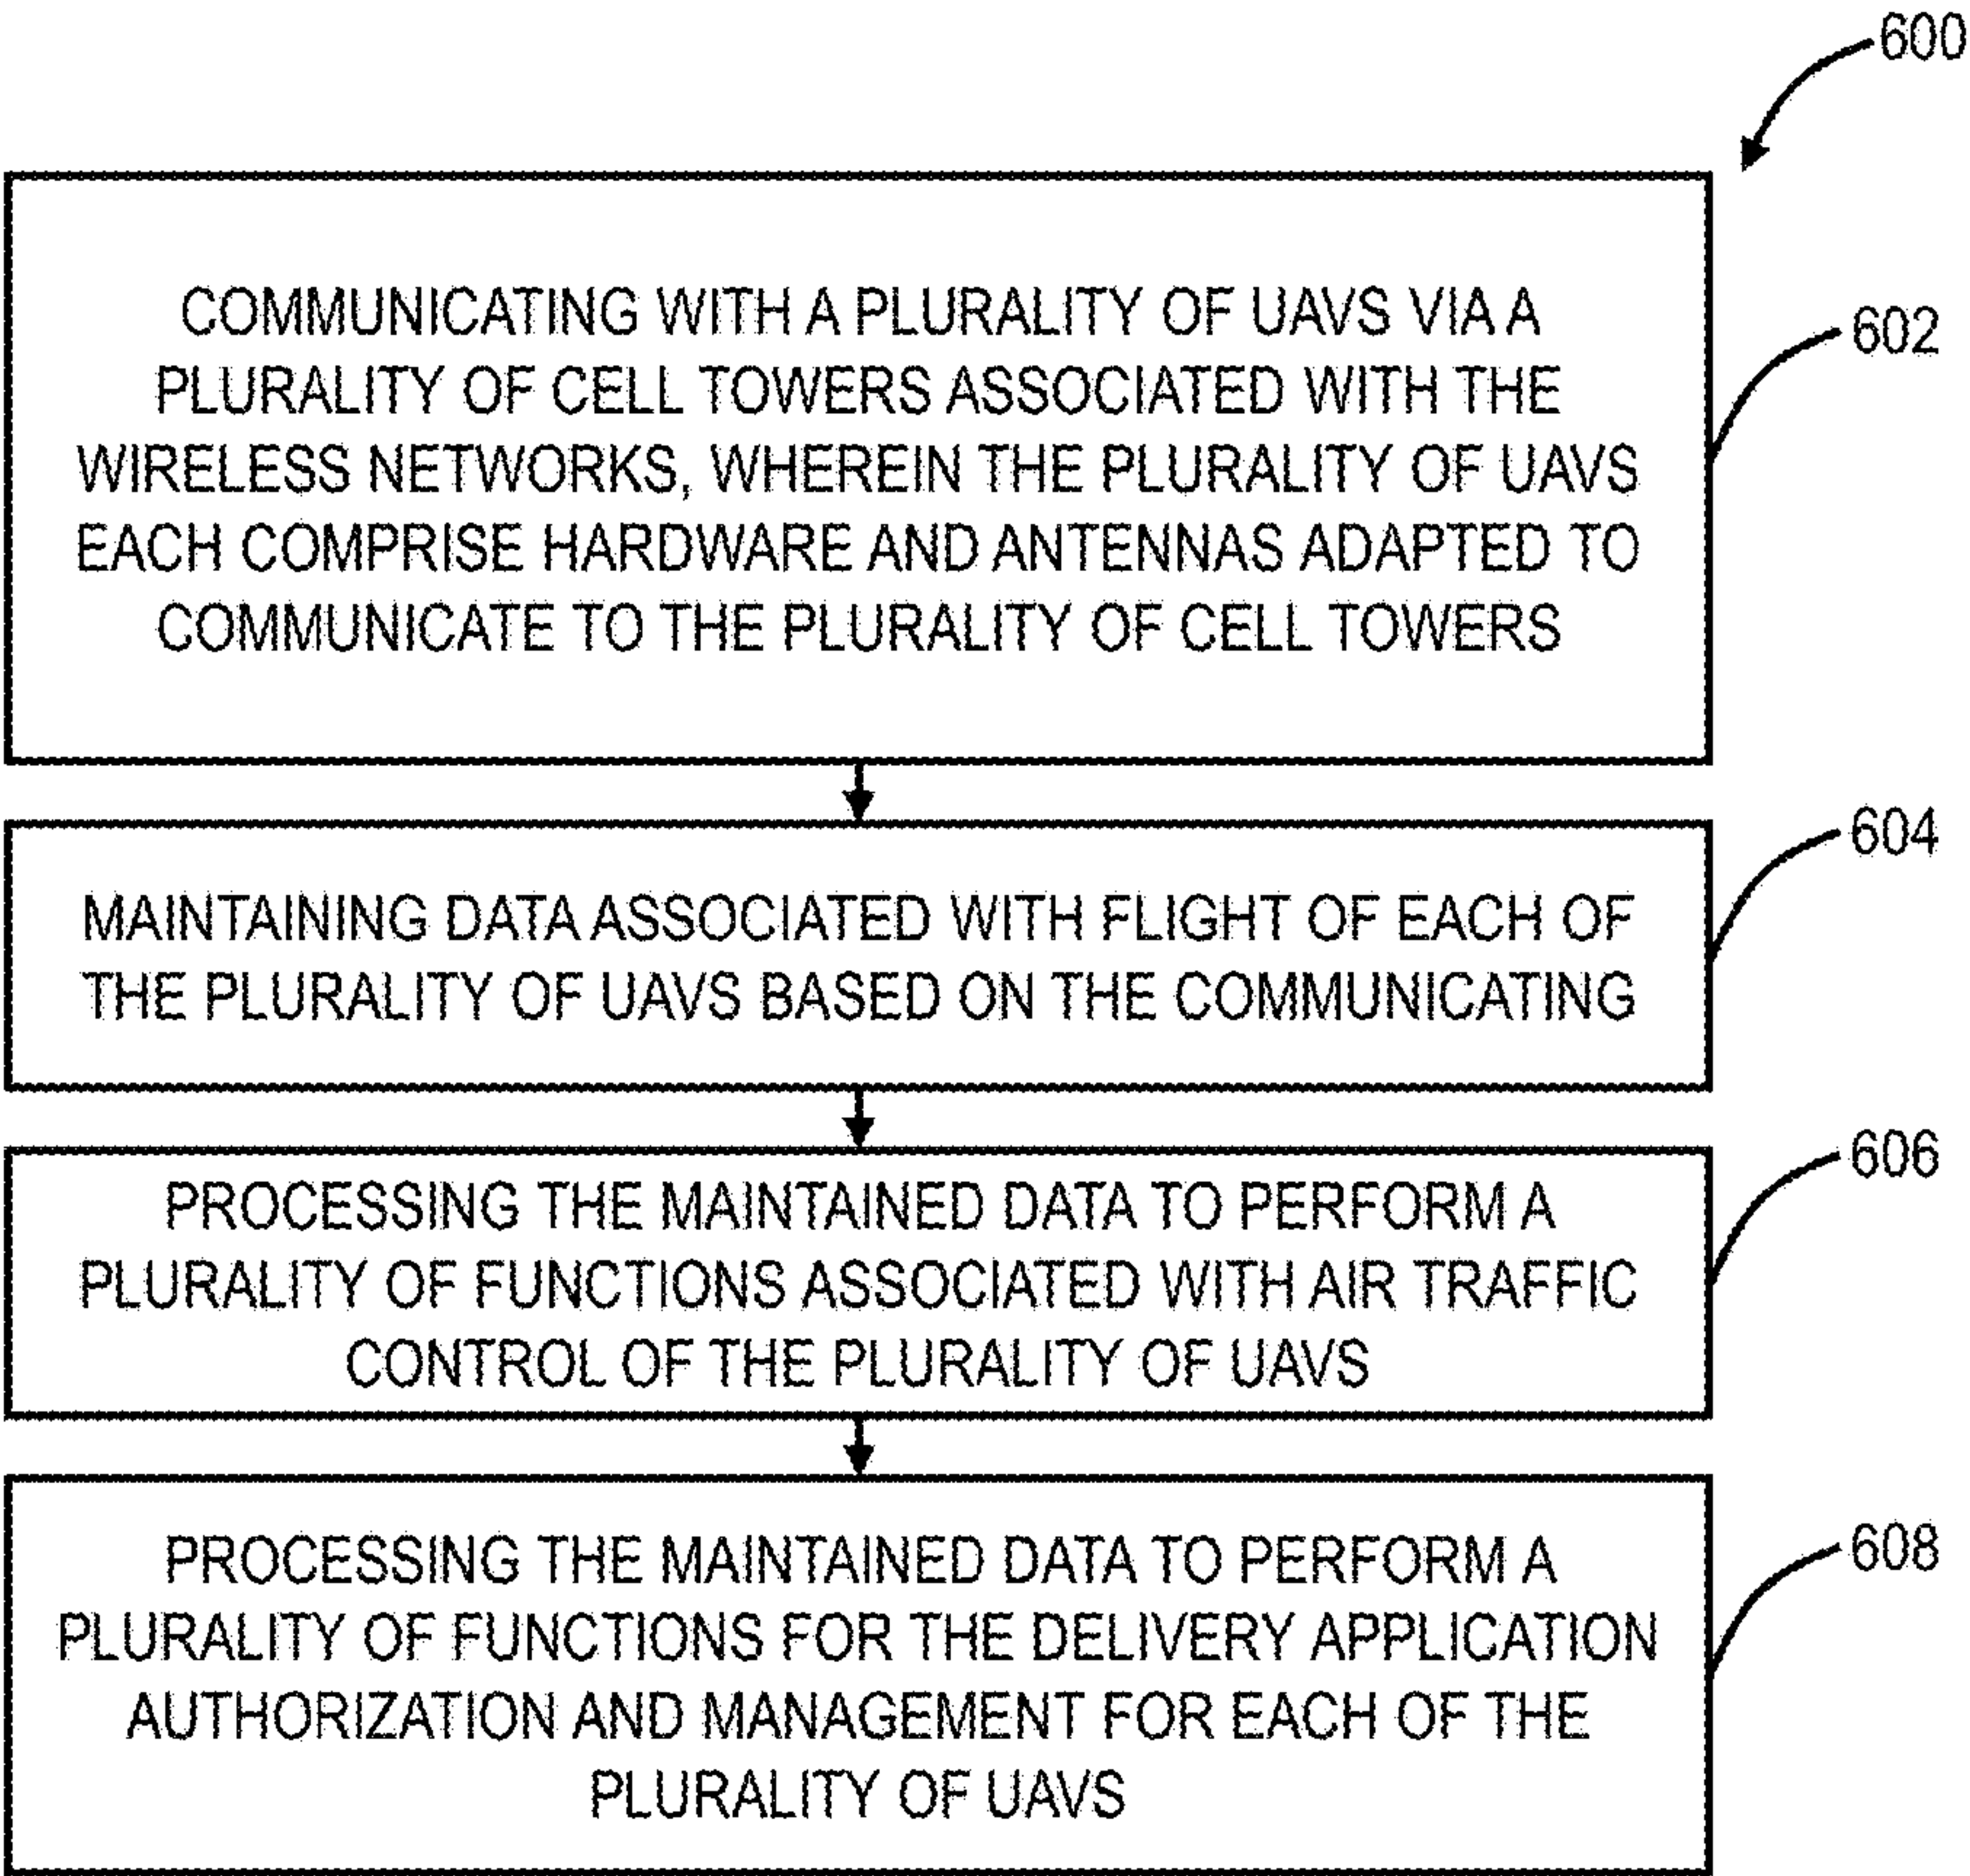 600
COMMUNICATING WITH A PLURALITY OF UAVS VIA A
PLURALITY OF CELL TOWERS ASSOCIATED WITH THE
WIRELESS NETWORKS, WHEREIN THE PLURALITY OF UAVS
EACH COMPRISE HARDWARE AND ANTENNAS ADAPTED TO
COMMUNICATE TO THE PLURALITY OF CELL TOWERS
602
MAINTAINING DATA ASSOCIATED WITH FLIGHT OF EACH OF
THE PLURALITY OF UAVS BASED ON THE COMMUNICATING
604
PROCESSING THE MAINTAINED DATA TO PERFORM A
PLURALITY OF FUNCTIONS ASSOCIATED WITH AIR TRAFFIC
CONTROL OF THE PLURALITY OF UAVS
606
PROCESSING THE MAINTAINED DATA TO PERFORM A
PLURALITY OF FUNCTIONS FOR THE DELIVERY APPLICATION
AUTHORIZATION AND MANAGEMENT FOR EACH OF THE
PLURALITY OF UAVS
608